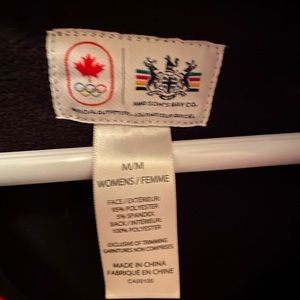 HUDSON'S BAY CO.
M/M
WOMENS / FEMME
FACE / EXTÉRIEUR:
95% POLYESTER
5% SPANDEX
BACK / INTÉRIEUR:
100% POLYESTER
EXCLUSIVE OF TRIMMING
GARNITURES NON COMPRISES
MADE IN CHINA
FABRIQUÉ EN CHINE